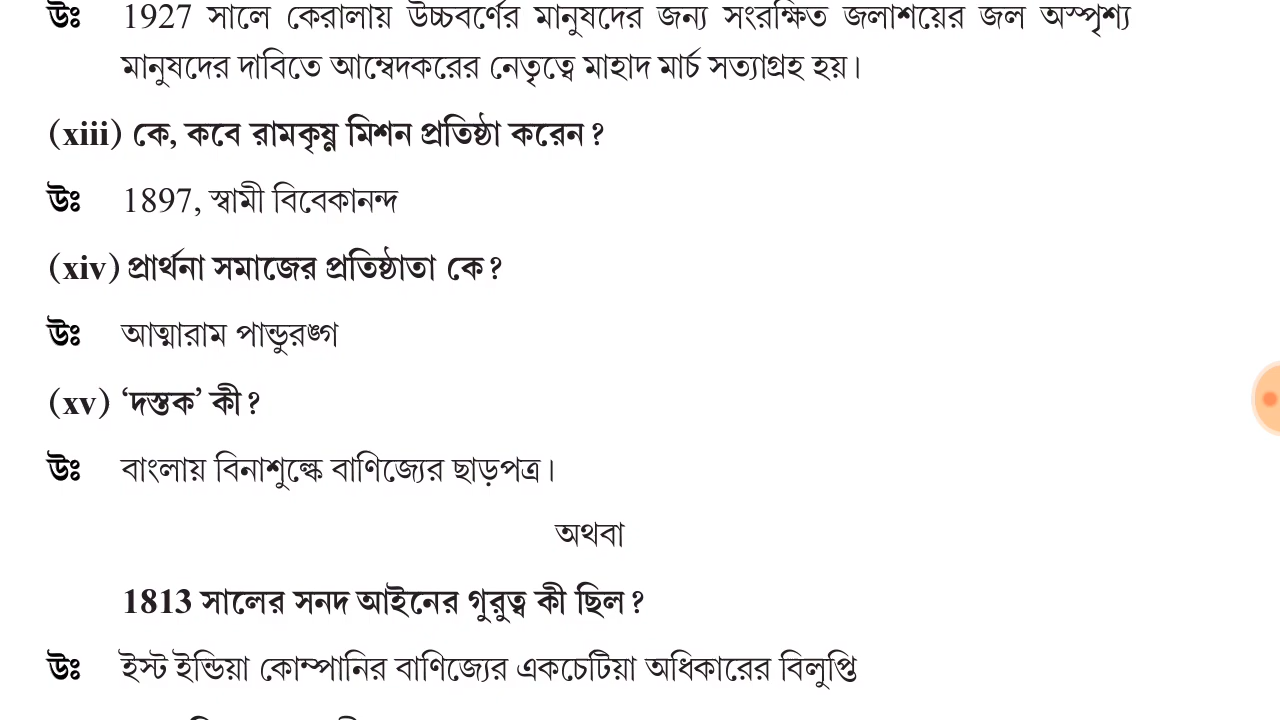 উঃ 1927 সালে কেরালায় উচ্চবর্ণের মানুষদের জন্য সংরক্ষিত জলাশয়ের জল অস্পৃশ্য
মানুষদের দাবিতে আম্বেদকরের নেতৃত্বে মাহাদ মার্চ সত্যাগ্রহ হয়।
(xiii) কে, কবে রামকৃষ্ণ মিশন প্রতিষ্ঠা করেন?
উঃ 1897, স্বামী বিবেকানন্দ
(xiv) প্রার্থনা সমাজের প্রতিষ্ঠাতা কে?
উঃ আত্মারাম পান্ডুরঙ্গ
(xv) ‘দস্তক’ কী?
উঃ বাংলায় বিনাশুল্কে বাণিজ্যের ছাড়পত্র।
অথবা
1813 সালের সনদ আইনের গুরুত্ব কী ছিল?
উঃ ইস্ট ইন্ডিয়া কোম্পানির বাণিজ্যের একচেটিয়া অধিকারের বিলুপ্তি